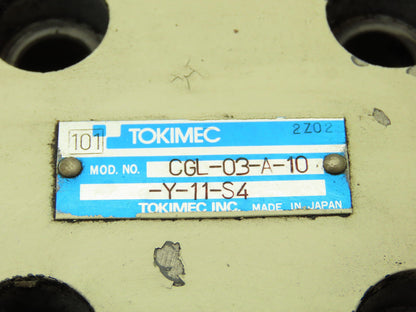 101 TOKIMEC 2Z02
MOD. NO. CGL-03-A-10
-Y-11-S4
TOKIMEC INC. MADE IN JAPAN